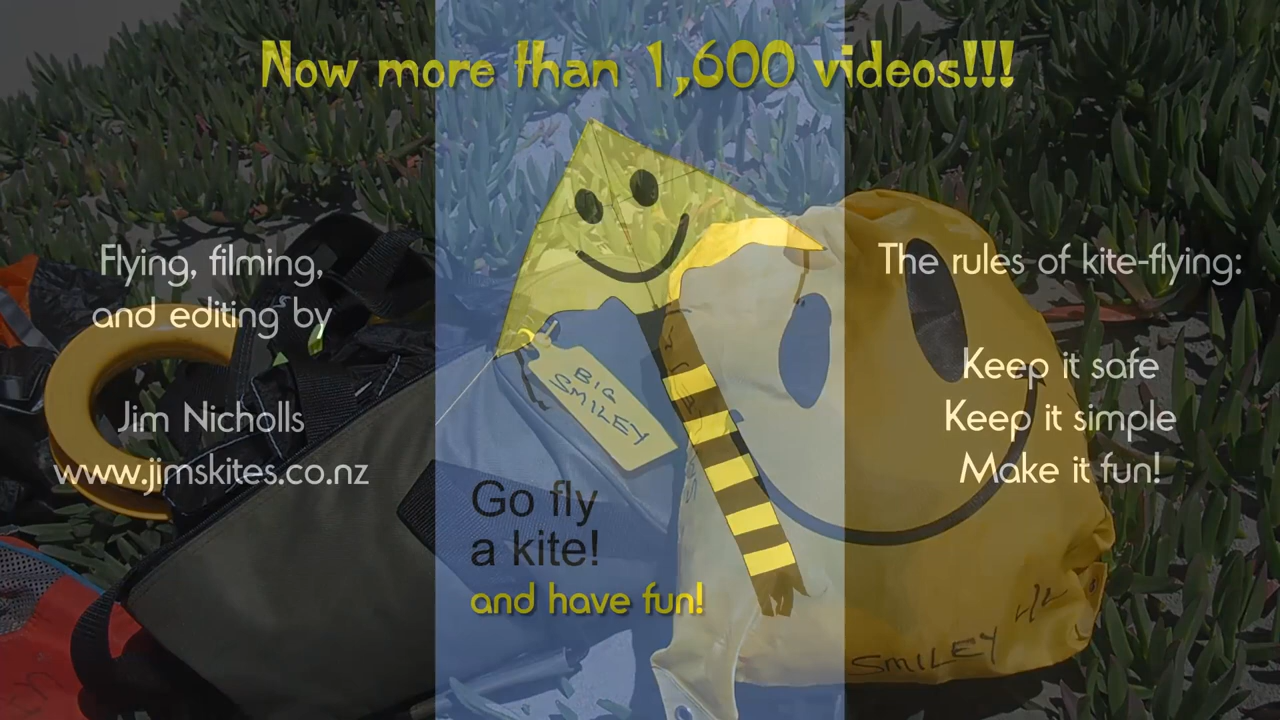 Now more than 1,600 videos!!!
Flying, filming,
and editing by
Jim Nicholls
www.jimskites.co.nz
BIG
SMILEY
Go fly
a kite!
and have fun!
The rules of kite-flying:
Keep it safe
Keep it simple
Make it fun!
SMILEY